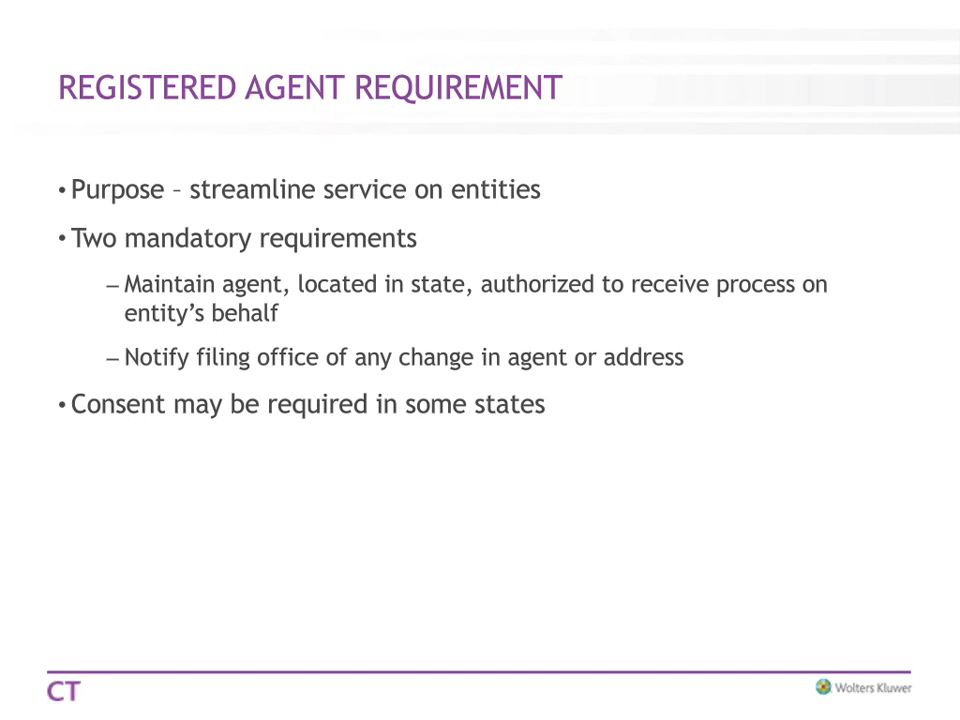 REGISTERED AGENT REQUIREMENT
• Purpose – streamline service on entities
• Two mandatory requirements
– Maintain agent, located in state, authorized to receive process on
entity’s behalf
– Notify filing office of any change in agent or address
• Consent may be required in some states
CT
Wolters Kluwer